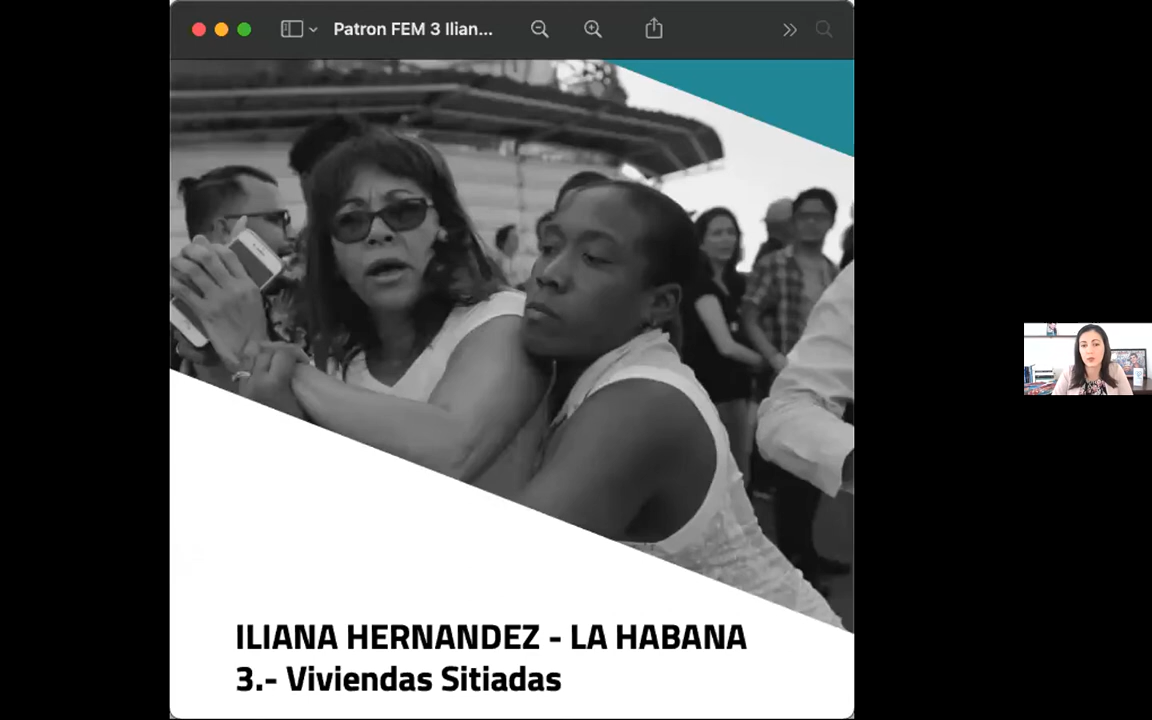 Patron FEM 3 Ilian...
ILIANA HERNANDEZ - LA HABANA
3.- Viviendas Sitiadas